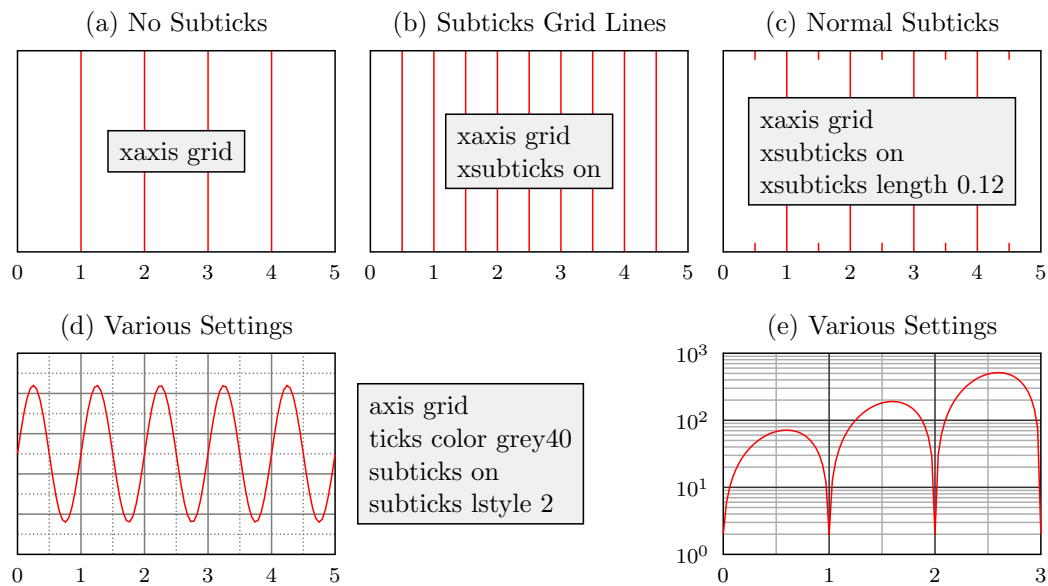 (a) No Subticks
(b) Subticks Grid Lines
(c) Normal Subticks
xaxis grid
xaxis grid
xsubticks on
xaxis grid
xsubticks on
xsubticks length 0.12
0 1 2 3 4 5
0 1 2 3 4 5
0 1 2 3 4 5
(d) Various Settings
(e) Various Settings
axis grid
ticks color grey40
subticks on
subticks lstyle 2
10³
10²
10¹
10⁰
0 1 2 3 4 5
0 1 2 3